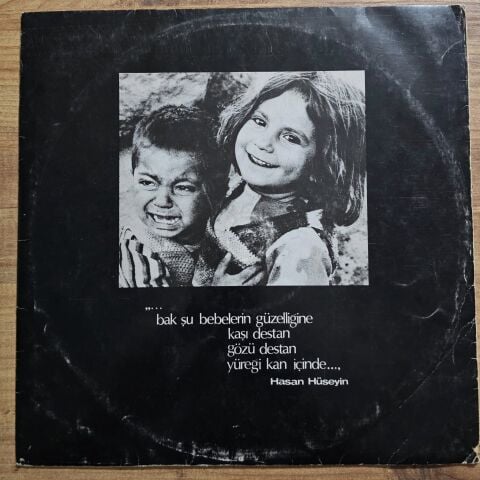 „...
bak şu bebelerin güzelligine
kaşı destan
gözü destan
yüregi kan içinde...,
Hasan Hüseyin